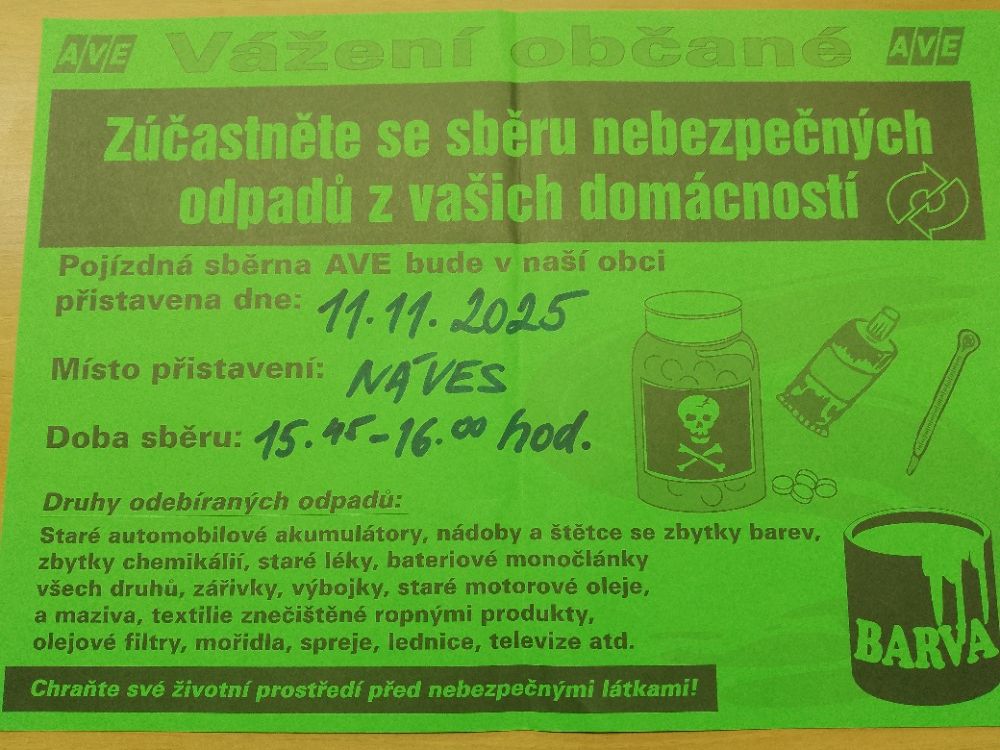 AVE Vážení občané AVE
Zúčastněte se sběru nebezpečných
odpadů z vašich domácností
Pojízdná sběrna AVE bude v naší obci
přistavena dne: 11.11.2025
Místo přistavení: NÁVES
Doba sběru: 15.45-16.00 hod.
Druhy odebíraných odpadů:
Staré automobilové akumulátory, nádoby a štětce se zbytky barev,
zbytky chemikálií, staré léky, bateriové monočlánky
všech druhů, zářivky, výbojky, staré motorové oleje,
a maziva, textilie znečištěné ropnými produkty,
olejové filtry, mořidla, spreje, lednice, televize atd.
BARVA
Chraňte své životní prostředí před nebezpečnými látkami!